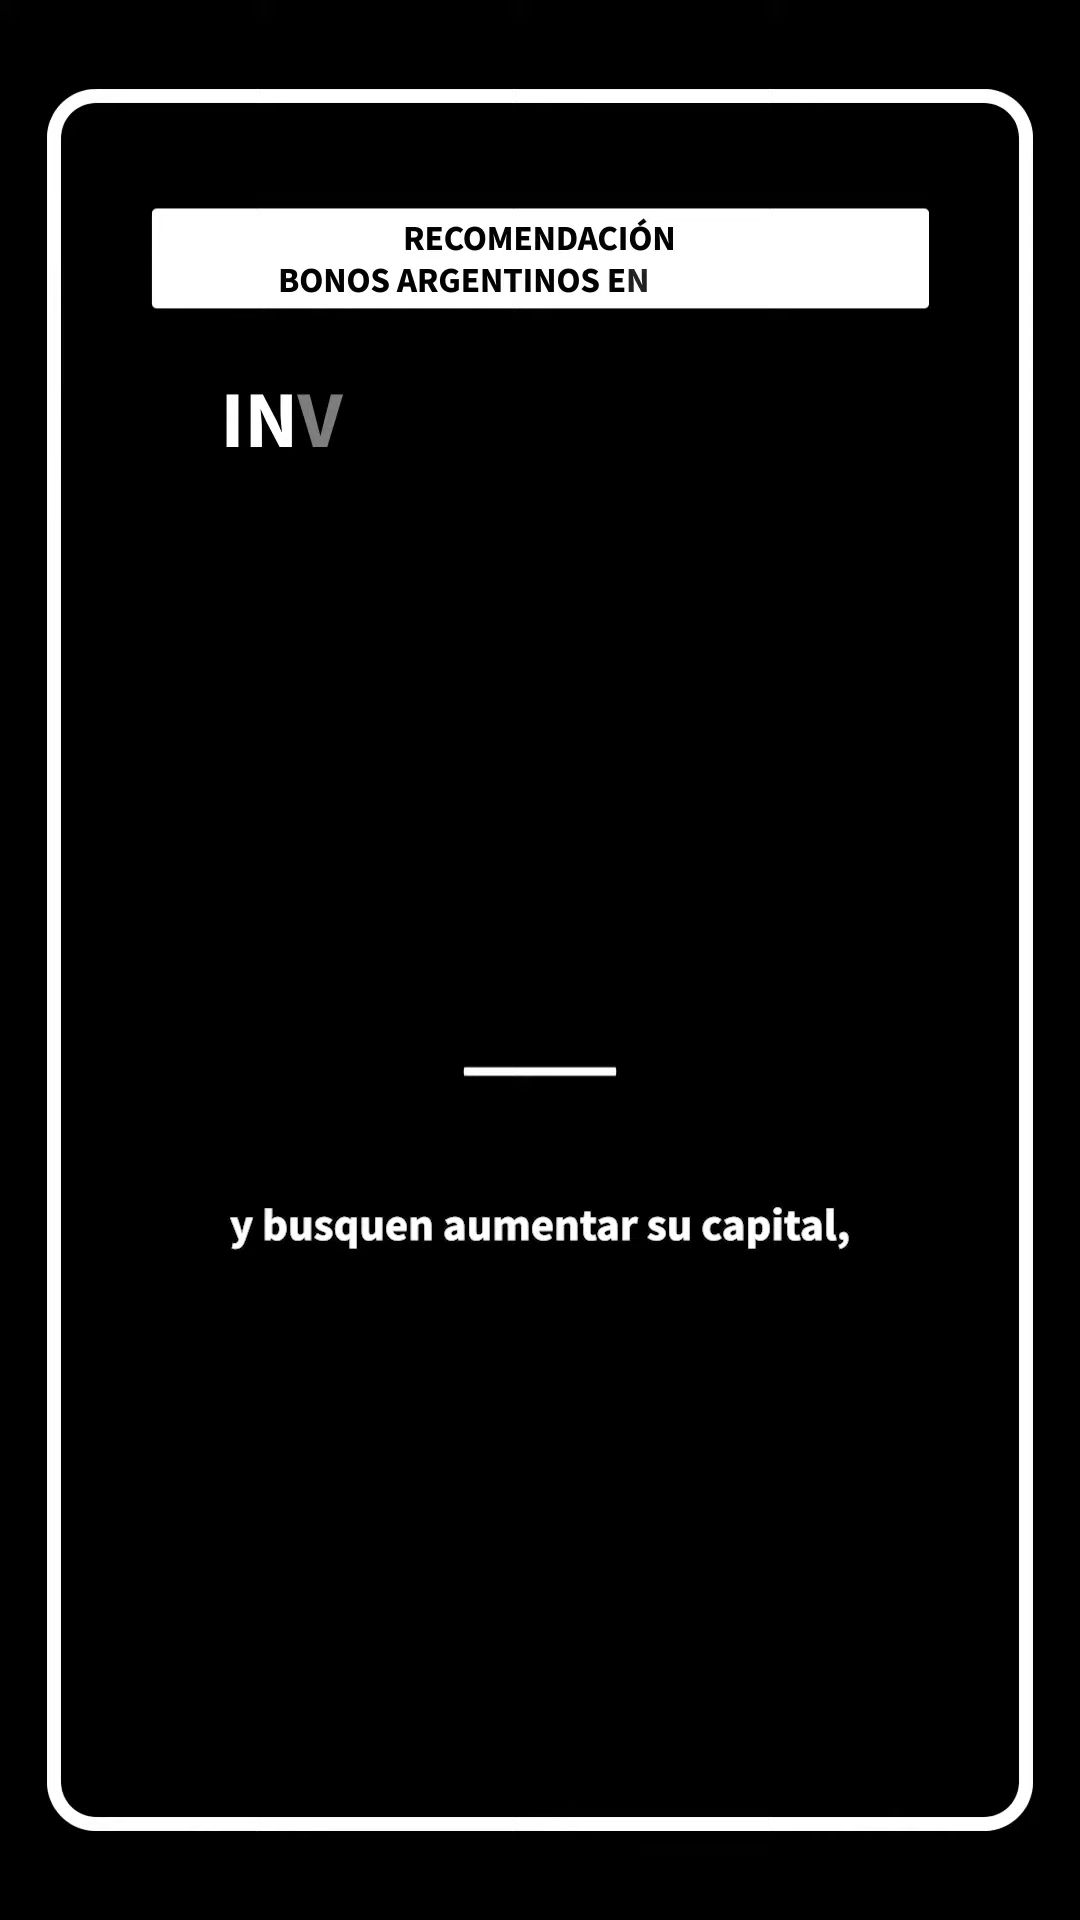 RECOMENDACIÓN
BONOS ARGENTINOS EN
INV
y busquen aumentar su capital,